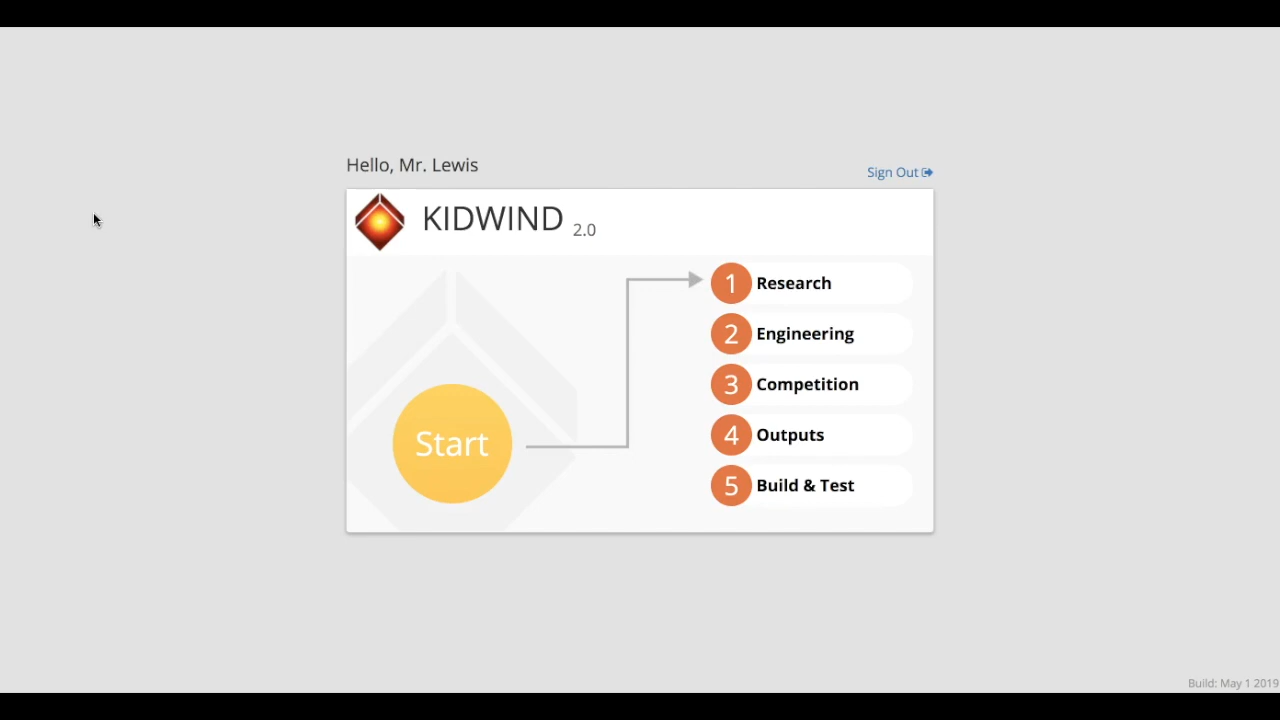 Hello, Mr. Lewis
Sign Out
KIDWIND 2.0
Start
1 Research
2 Engineering
3 Competition
4 Outputs
5 Build & Test
Build: May 1 2019